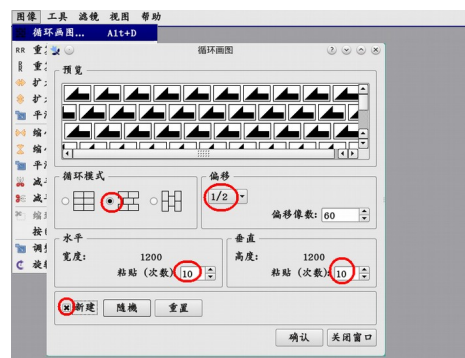 图像 工具 滤镜 视图 帮助
循环画图... Alt+D
循环画图
预览
循环模式
偏移
1/2
偏移像数: 60
水平
宽度: 1200
粘贴 (次数) 10
垂直
高度: 1200
粘贴 (次数) 10
新建 随機 重置
确认 关闭窗口